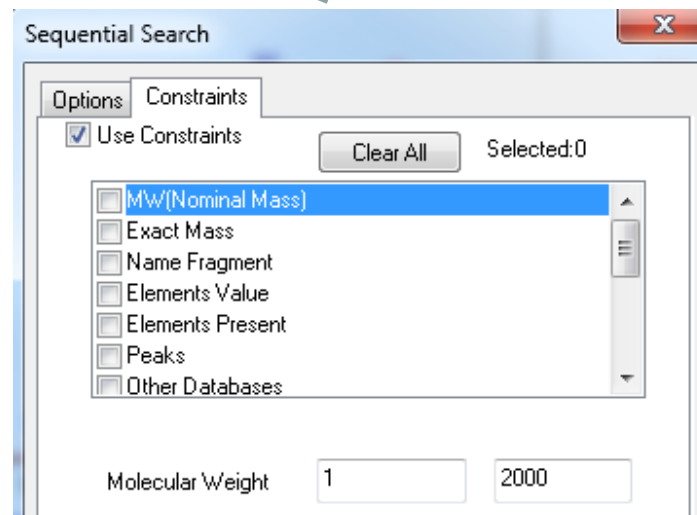 Sequential Search
Options Constraints
Use Constraints Clear All Selected:0
MW(Nominal Mass)
Exact Mass
Name Fragment
Elements Value
Elements Present
Peaks
Other Databases
Molecular Weight 1 2000